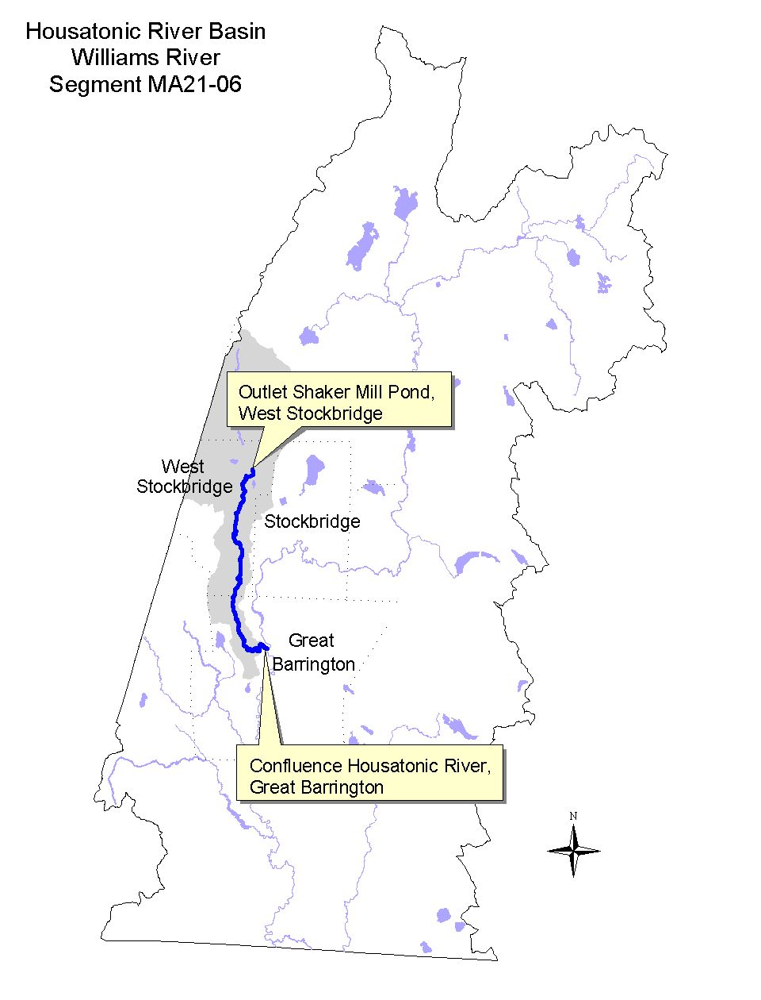 Housatonic River Basin
Williams River
Segment MA21-06
Outlet Shaker Mill Pond,
West Stockbridge
West
Stockbridge
Stockbridge
Great
Barrington
Confluence Housatonic River,
Great Barrington
N